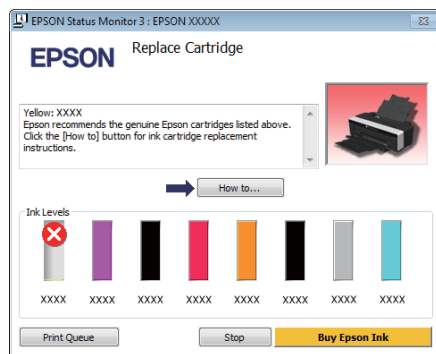 EPSON Status Monitor 3 : EPSON XXXXX
EPSON
Replace Cartridge
Yellow: XXXX
Epson recommends the genuine Epson cartridges listed above.
Click the [How to] button for ink cartridge replacement
instructions.
How to...
Ink Levels
XXXX XXXX XXXX XXXX XXXX XXXX XXXX XXXX
Print Queue Stop Buy Epson Ink